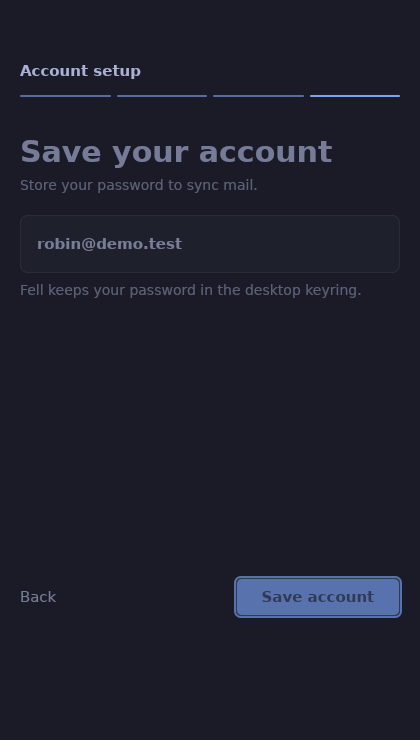 Account setup
Save your account
Store your password to sync mail.
robin@demo.test
Fell keeps your password in the desktop keyring.
Back
Save account